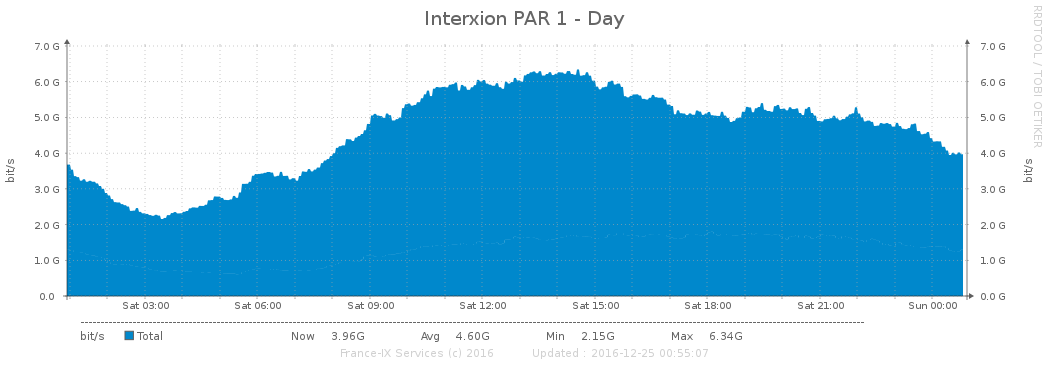 Interxion PAR 1 - Day
RRDTOOL / TOBI OETIKER
7.0 G 7.0 G
6.0 G 6.0 G
5.0 G 5.0 G
4.0 G 4.0 G
3.0 G 3.0 G
2.0 G 2.0 G
1.0 G 1.0 G
0.0 0.0 G
bit/s bit/s
Sat 03:00 Sat 06:00 Sat 09:00 Sat 12:00 Sat 15:00 Sat 18:00 Sat 21:00 Sun 00:00
bit/s Total Now 3.96G Avg 4.60G Min 2.15G Max 6.34G
France-IX Services (c) 2016 Updated : 2016-12-25 00:55:07